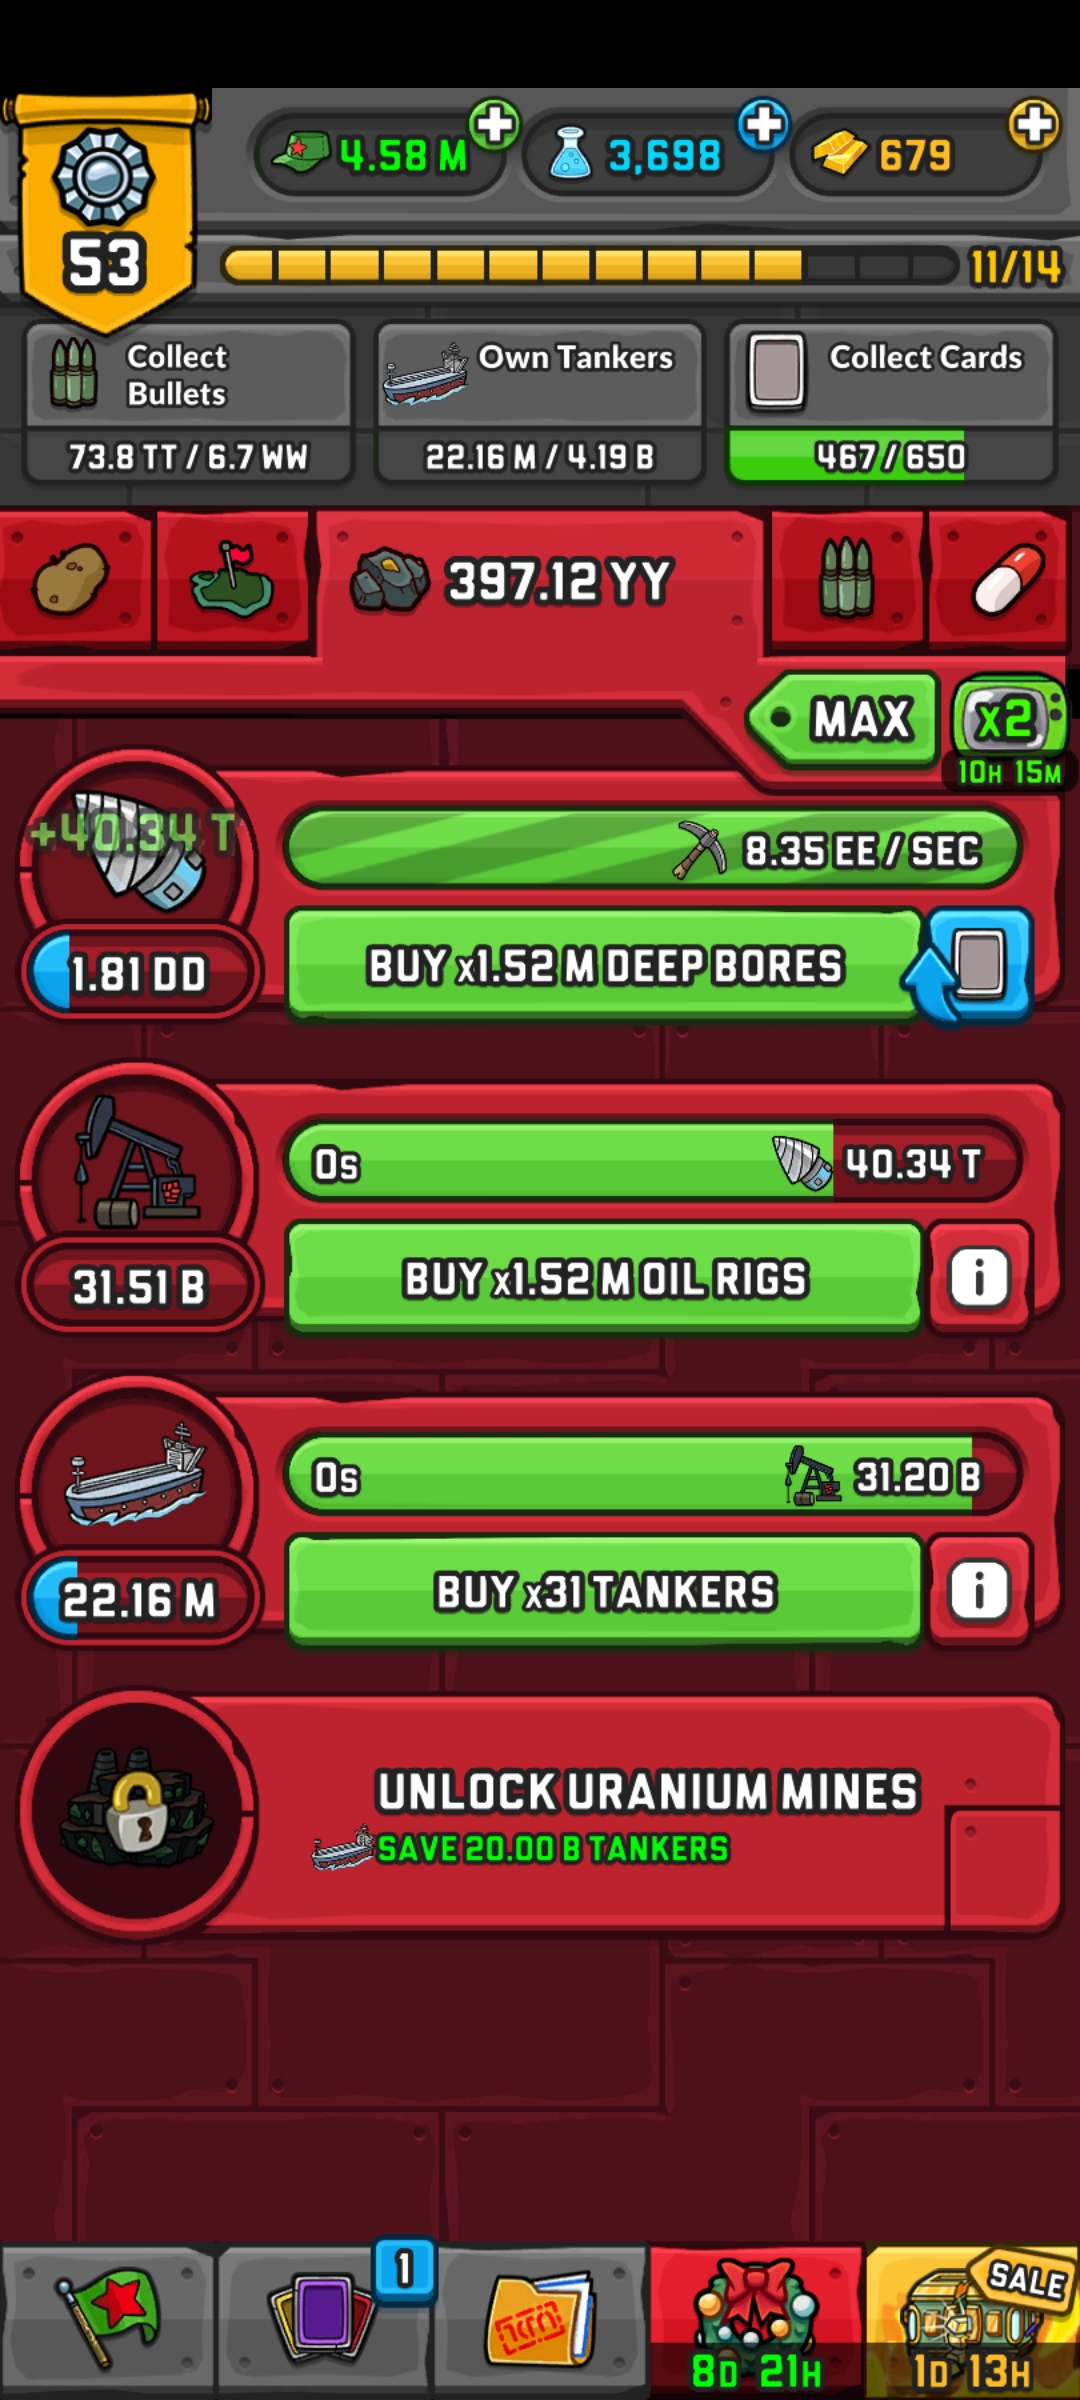 4.58 M
3,698
679
53
11/14
Collect
Bullets
Own Tankers
Collect Cards
73.8 TT / 6.7 WW
22.16 M / 4.19 B
467 / 650
397.12 YY
MAX
x2
10H 15M
+40.34 T
8.35 EE / SEC
1.81 DD
BUY x1.52 M DEEP BORES
0s
40.34 T
31.51 B
BUY x1.52 M OIL RIGS
i
0s
31.20 B
22.16 M
BUY x31 TANKERS
i
UNLOCK URANIUM MINES
SAVE 20.00 B TANKERS
1
SALE
8D 21H
1D 13H